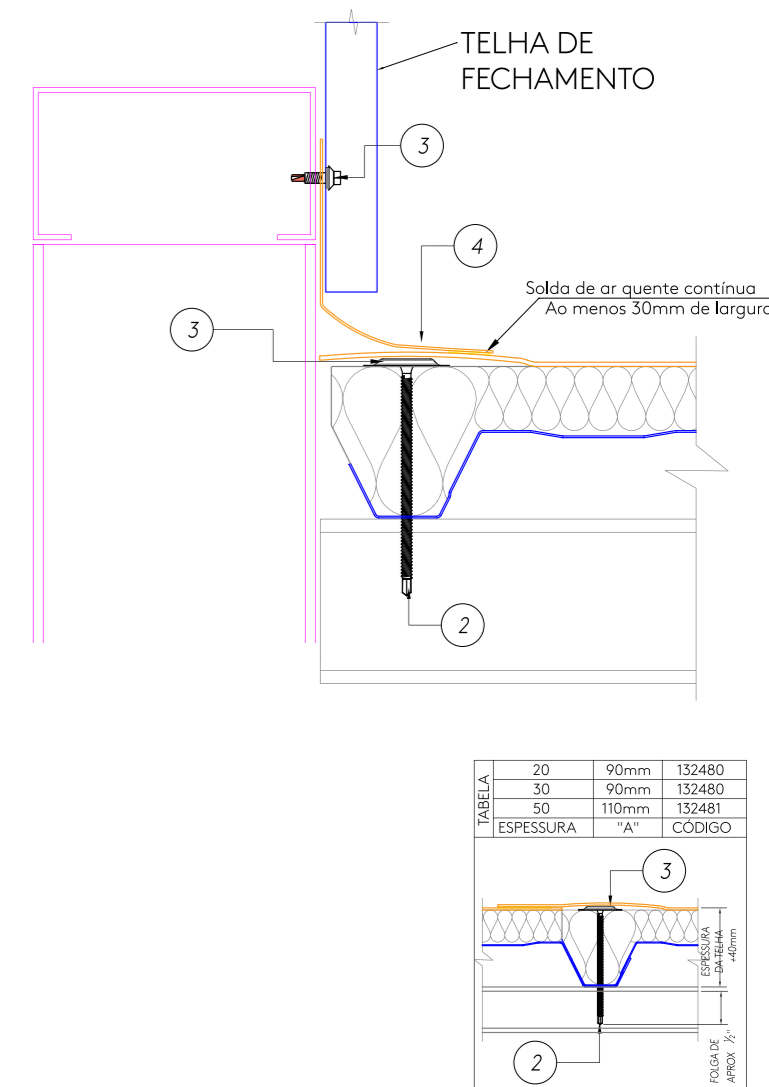 TELHA DE
FECHAMENTO
3
4
Solda de ar quente contínua
Ao menos 30mm de largura
3
2
TABELA
20 90mm 132480
30 90mm 132480
50 110mm 132481
ESPESSURA "A" CÓDIGO
3
ESPESSURA
DA TELHA
+40mm
FOLGA DE
APROX ½"
2